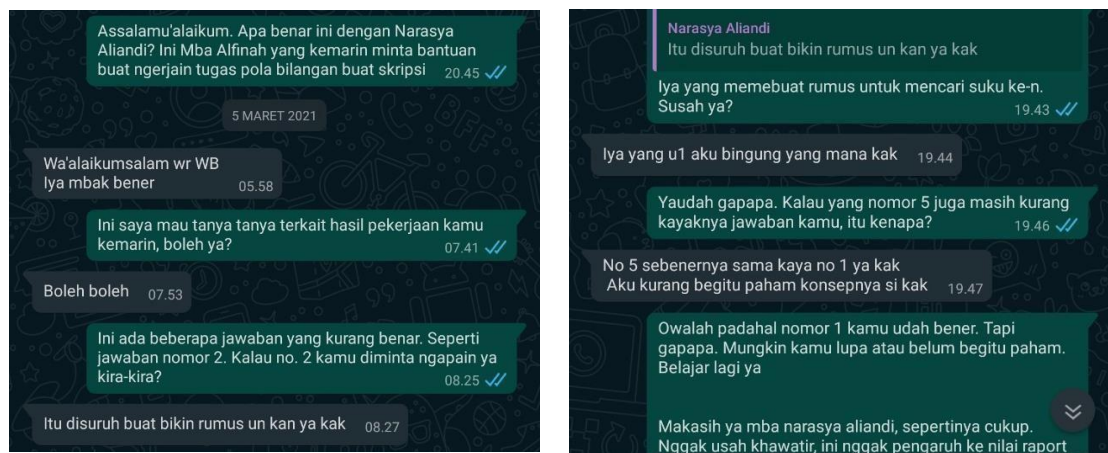 Assalamu'alaikum. Apa benar ini dengan Narasya
Aliandi? Ini Mba Alfinah yang kemarin minta bantuan
buat ngerjain tugas pola bilangan buat skripsi 20.45
5 MARET 2021
Wa'alaikumsalam wr WB
Iya mbak bener 05.58
Ini saya mau tanya tanya terkait hasil pekerjaan kamu
kemarin, boleh ya? 07.41
Boleh boleh 07.53
Ini ada beberapa jawaban yang kurang benar. Seperti
jawaban nomor 2. Kalau no. 2 kamu diminta ngapain ya
kira-kira? 08.25
Itu disuruh buat bikin rumus un kan ya kak 08.27
Narasya Aliandi
Itu disuruh buat bikin rumus un kan ya kak
Iya yang memebuat rumus untuk mencari suku ke-n.
Susah ya? 19.43
Iya yang u1 aku bingung yang mana kak 19.44
Yaudah gapapa. Kalau yang nomor 5 juga masih kurang
kayaknya jawaban kamu, itu kenapa? 19.46
No 5 sebenernya sama kaya no 1 ya kak
Aku kurang begitu paham konsepnya si kak 19.47
Owalah padahal nomor 1 kamu udah bener. Tapi
gapapa. Mungkin kamu lupa atau belum begitu paham.
Belajar lagi ya
Makasih ya mba narasya aliandi, sepertinya cukup.
Nggak usah khawatir, ini nggak pengaruh ke nilai raport